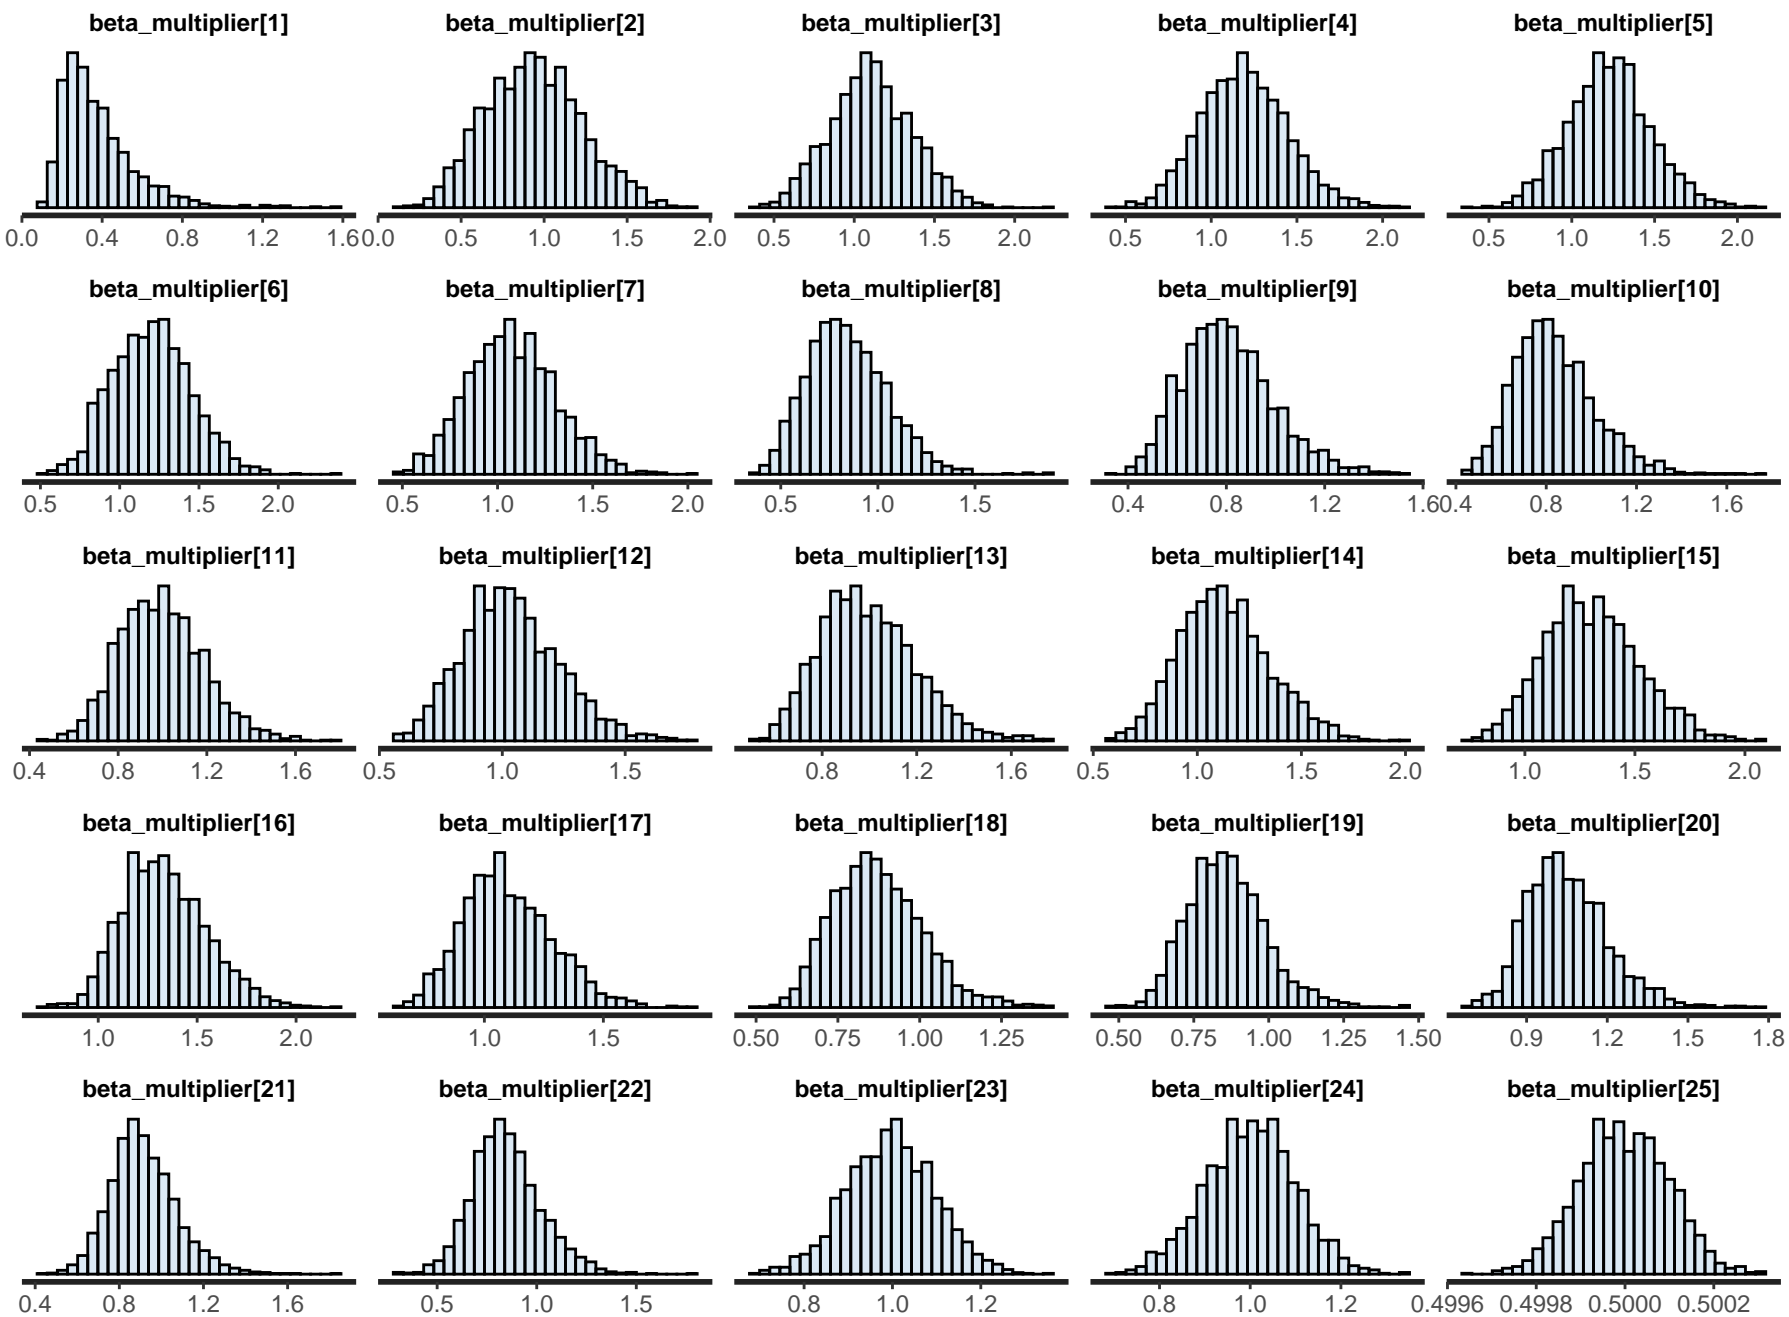 beta_multiplier[1] beta_multiplier[2] beta_multiplier[3] beta_multiplier[4] beta_multiplier[5]
0.0 0.4 0.8 1.2 1.6 0.0 0.5 1.0 1.5 2.0 0.5 1.0 1.5 2.0 0.5 1.0 1.5 2.0 0.5 1.0 1.5 2.0
beta_multiplier[6] beta_multiplier[7] beta_multiplier[8] beta_multiplier[9] beta_multiplier[10]
0.5 1.0 1.5 2.0 0.5 1.0 1.5 2.0 0.5 1.0 1.5 0.4 0.8 1.2 1.6 0.4 0.8 1.2 1.6
beta_multiplier[11] beta_multiplier[12] beta_multiplier[13] beta_multiplier[14] beta_multiplier[15]
0.4 0.8 1.2 1.6 0.5 1.0 1.5 0.8 1.2 1.6 0.5 1.0 1.5 2.0 1.0 1.5 2.0
beta_multiplier[16] beta_multiplier[17] beta_multiplier[18] beta_multiplier[19] beta_multiplier[20]
1.0 1.5 2.0 1.0 1.5 0.50 0.75 1.00 1.25 0.50 0.75 1.00 1.25 1.50 0.9 1.2 1.5 1.8
beta_multiplier[21] beta_multiplier[22] beta_multiplier[23] beta_multiplier[24] beta_multiplier[25]
0.4 0.8 1.2 1.6 0.5 1.0 1.5 0.8 1.0 1.2 0.8 1.0 1.2 0.4996 0.4998 0.5000 0.5002